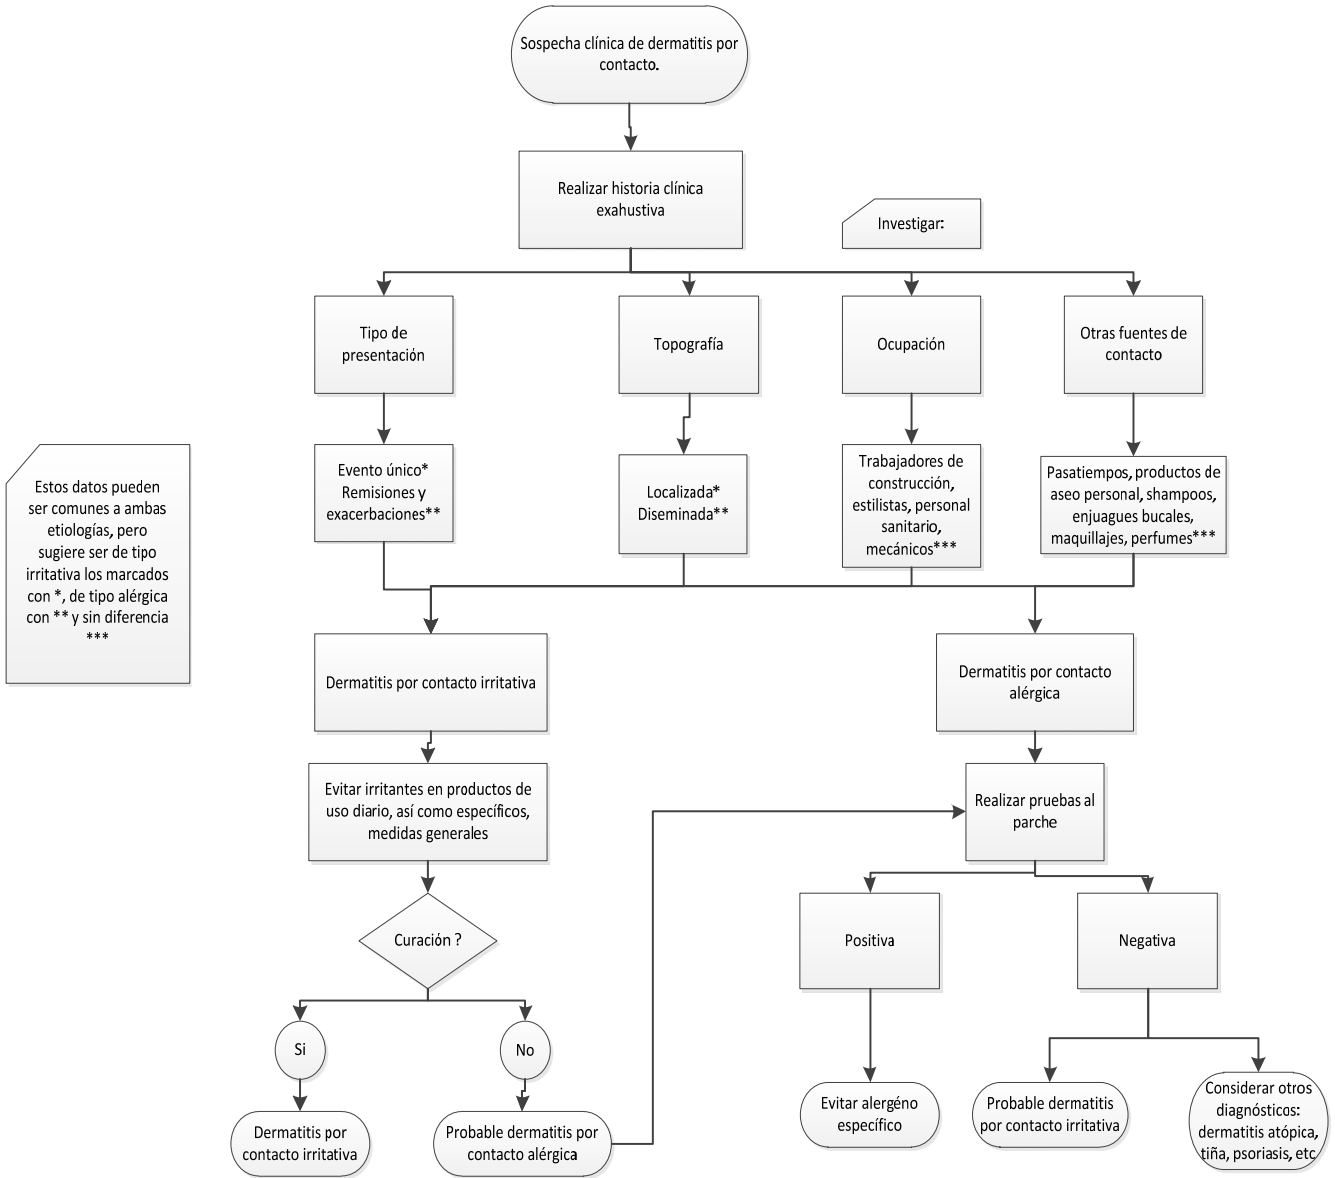 Sospecha clínica de dermatitis por
contacto.
Realizar historia clínica
exahustiva
Investigar:
Tipo de
presentación
Topografía
Ocupación
Otras fuentes de
contacto
Estos datos pueden
ser comunes a ambas
etiologías, pero
sugiere ser de tipo
irritativa los marcados
con *, de tipo alérgica
con ** y sin diferencia
***
Evento único*
Remisiones y
exacerbaciones**
Localizada*
Diseminada**
Trabajadores de
construcción,
estilistas, personal
sanitario,
mecánicos***
Pasatiempos, productos de
aseo personal, shampoos,
enjuagues bucales,
maquillajes, perfumes***
Dermatitis por contacto irritativa
Dermatitis por contacto
alérgica
Evitar irritantes en productos de
uso diario, así como específicos,
medidas generales
Realizar pruebas al
parche
Curación ?
Positiva
Negativa
Si
No
Dermatitis por
contacto irritativa
Probable dermatitis por
contacto alérgica
Evitar alergéno
específico
Probable dermatitis
por contacto irritativa
Considerar otros
diagnósticos:
dermatitis atópica,
tiña, psoriasis, etc